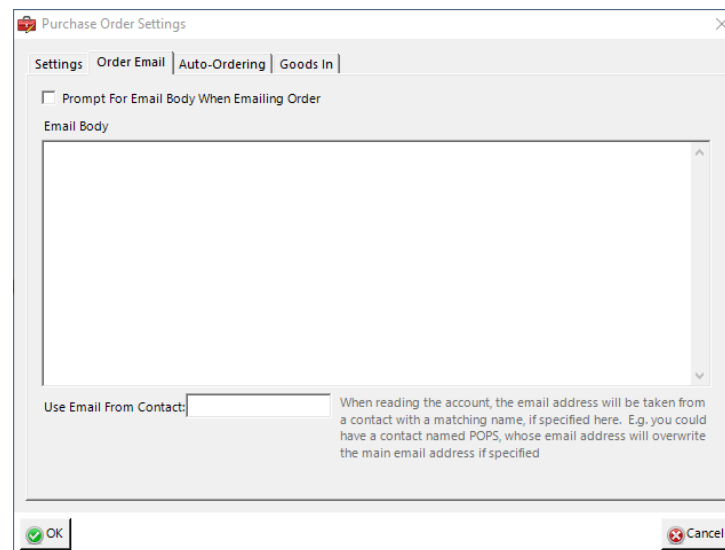 Purchase Order Settings
Settings Order Email Auto-Ordering Goods In
Prompt For Email Body When Emailing Order
Email Body
Use Email From Contact:
When reading the account, the email address will be taken from
a contact with a matching name, if specified here. E.g. you could
have a contact named POPS, whose email address will overwrite
the main email address if specified
OK Cancel